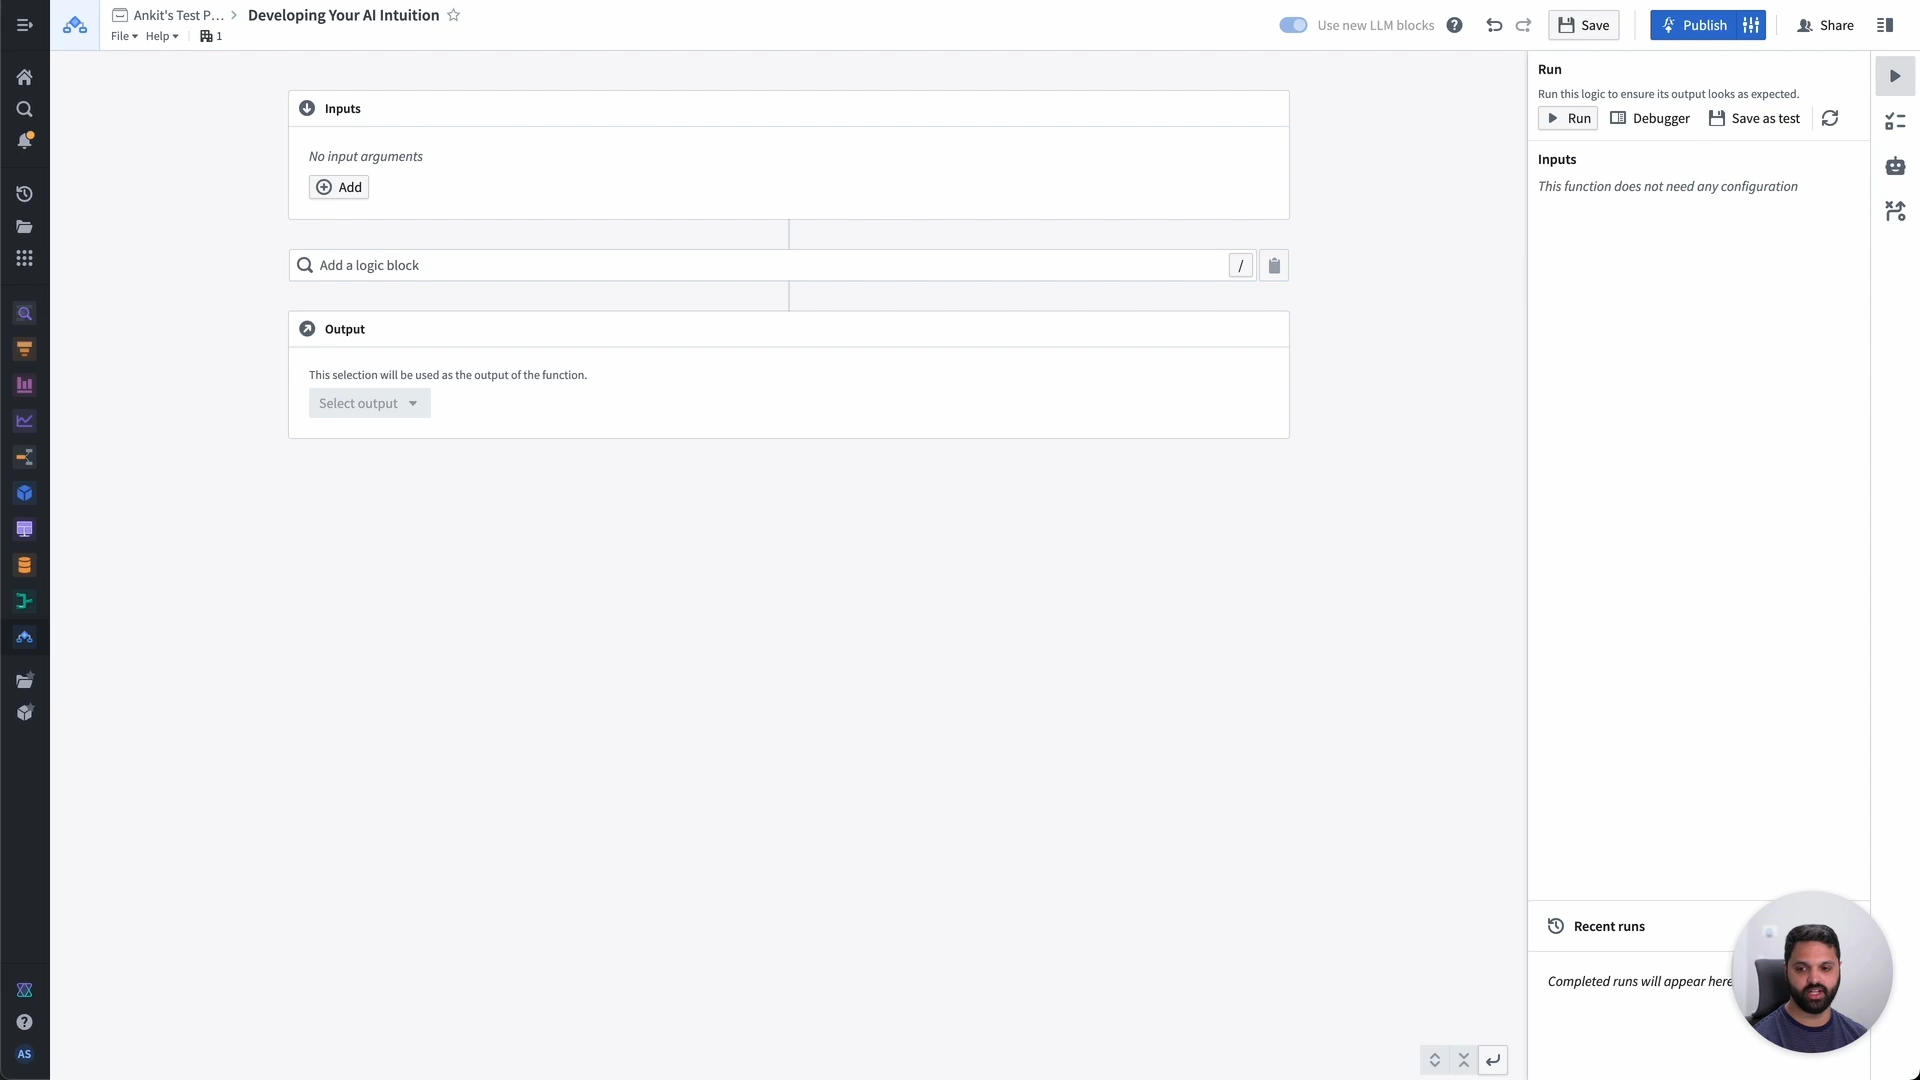 Ankit's Test P… > Developing Your AI Intuition
File Help 1
Use new LLM blocks
Save
Publish
Share
Inputs
No input arguments
Add
Add a logic block
/
Output
This selection will be used as the output of the function.
Select output
Run
Run this logic to ensure its output looks as expected.
Run Debugger Save as test
Inputs
This function does not need any configuration
Recent runs
Completed runs will appear here
AS